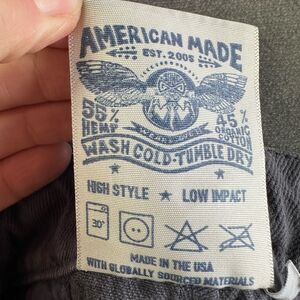 AMERICAN MADE
EST. 2005
55% HEMP
45% ORGANIC COTTON
WASH COLD-TUMBLE DRY
HIGH STYLE ★ LOW IMPACT
30°
MADE IN THE USA
WITH GLOBALLY SOURCED MATERIALS